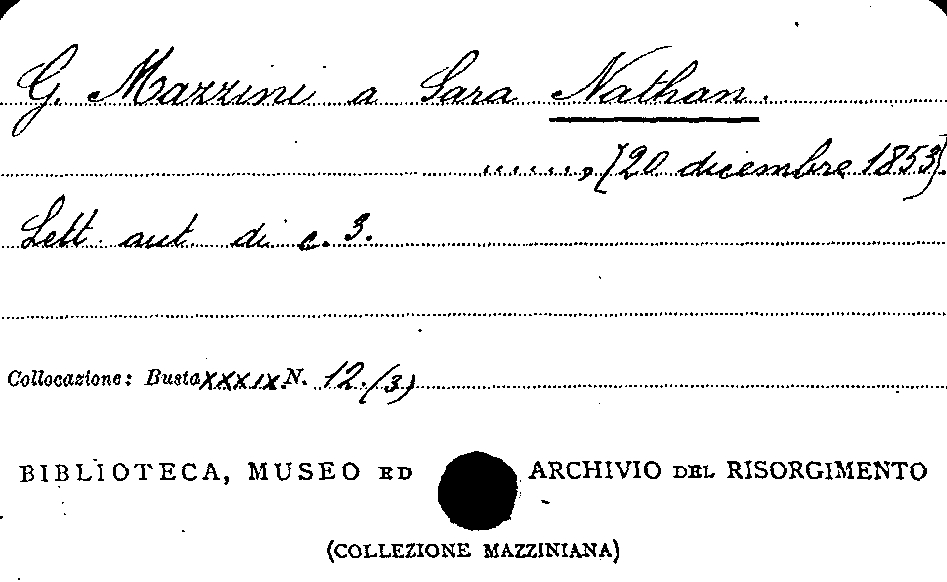 G. Mazzini a Sara Nathan.
......, [20 dicembre 1853].
Lett. aut. di c. 3.
Collocazione: Busta XXXIX. N. 12. (3)
BIBLIOTECA, MUSEO ED ARCHIVIO DEL RISORGIMENTO
(COLLEZIONE MAZZINIANA)